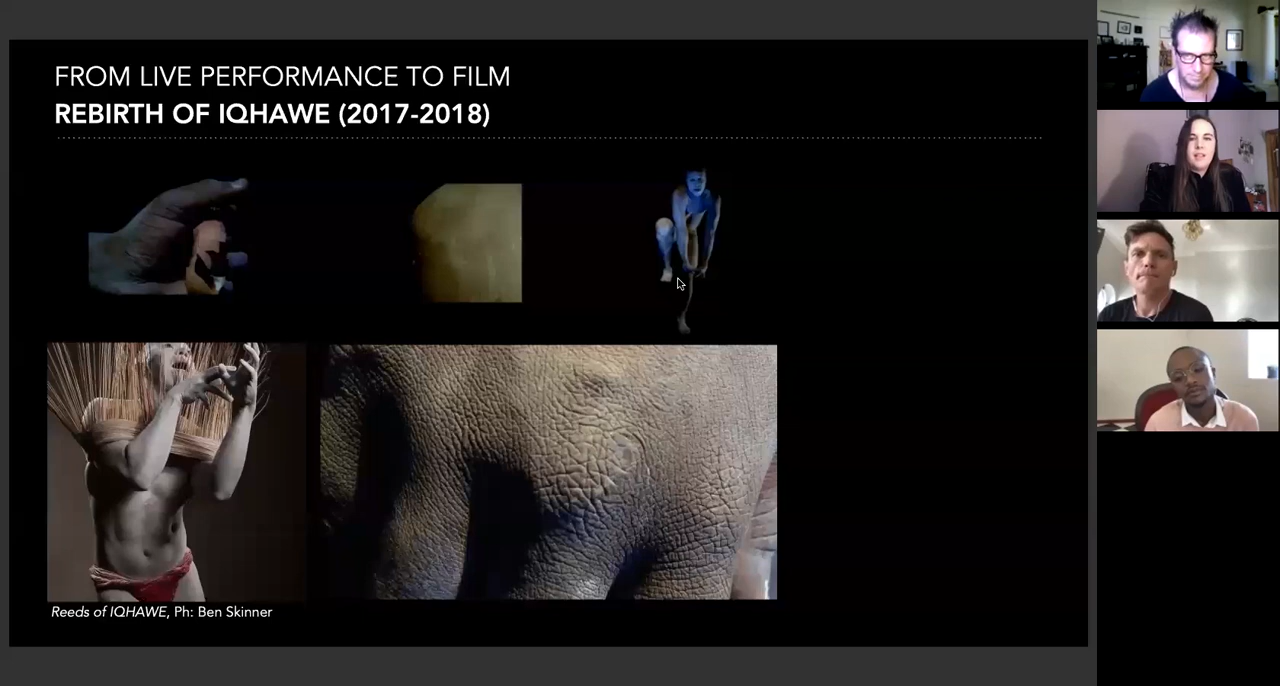 FROM LIVE PERFORMANCE TO FILM
REBIRTH OF IQHAWE (2017-2018)
Reeds of IQHAWE, Ph: Ben Skinner